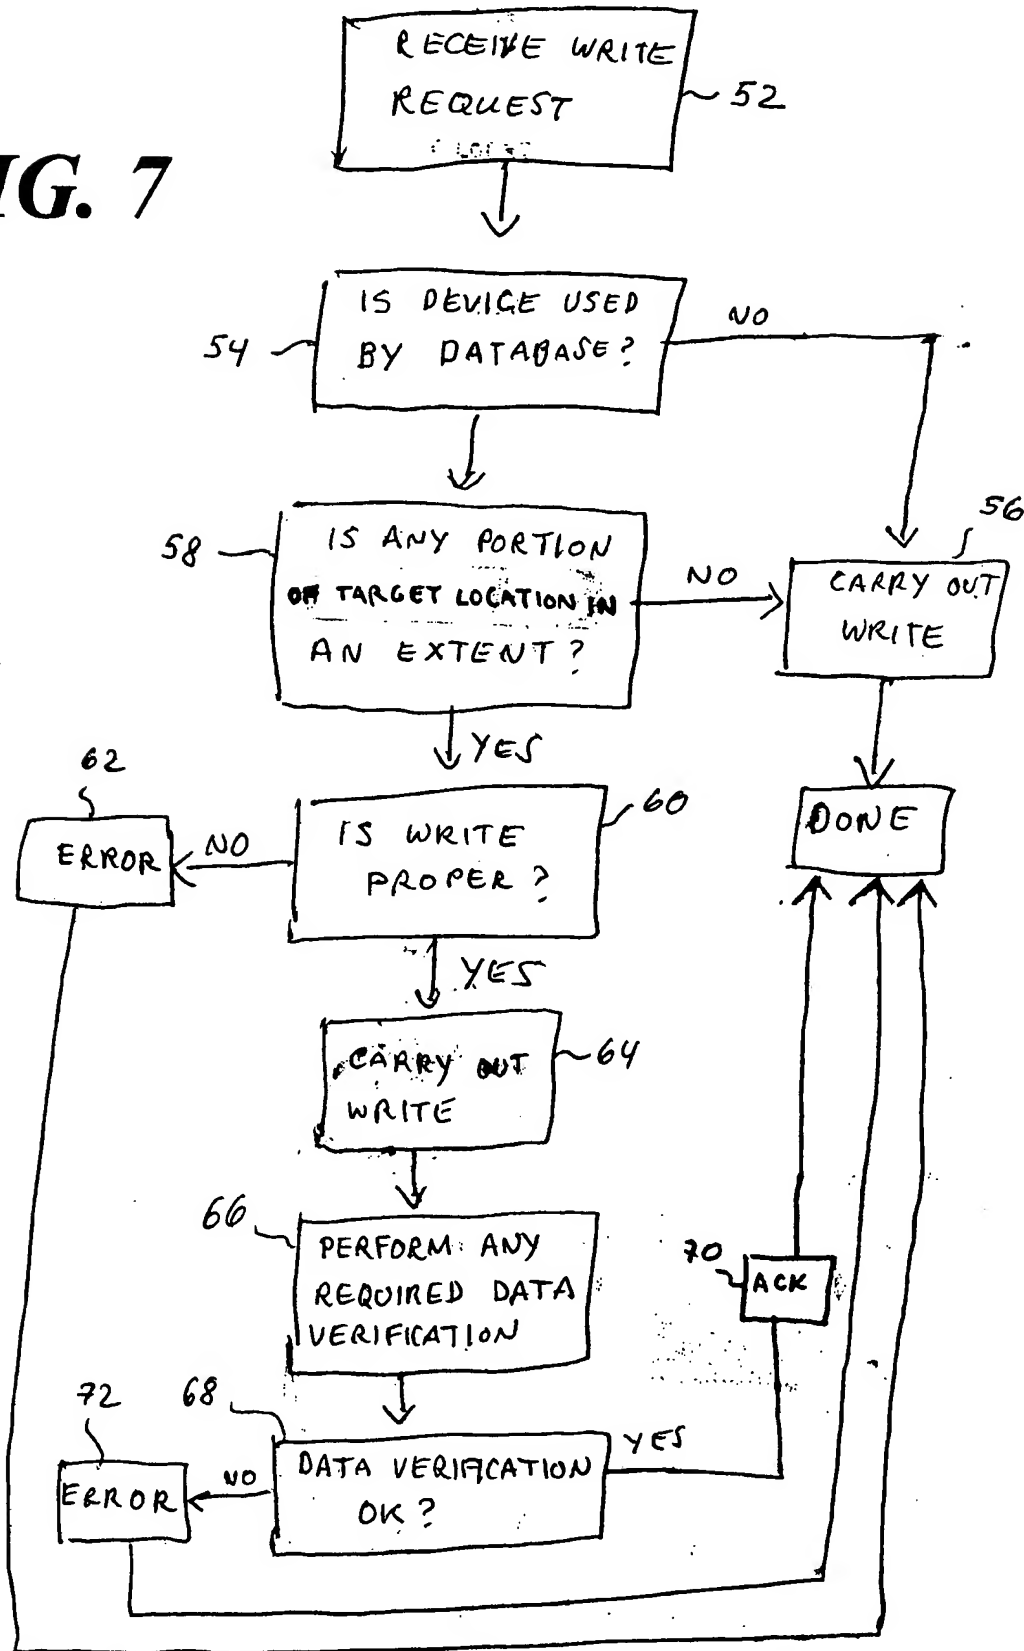 RECEIVE WRITE
REQUEST
52
IG. 7
IS DEVICE USED
BY DATABASE?
54
NO
56
58
IS ANY PORTION
OF TARGET LOCATION IN
AN EXTENT?
NO
CARRY OUT
WRITE
YES
62
ERROR
NO
IS WRITE
PROPER?
60
DONE
YES
CARRY OUT
WRITE
64
66
PERFORM ANY
REQUIRED DATA
VERIFICATION
70
ACK
72
68
ERROR
NO
DATA VERIFICATION
OK?
YES